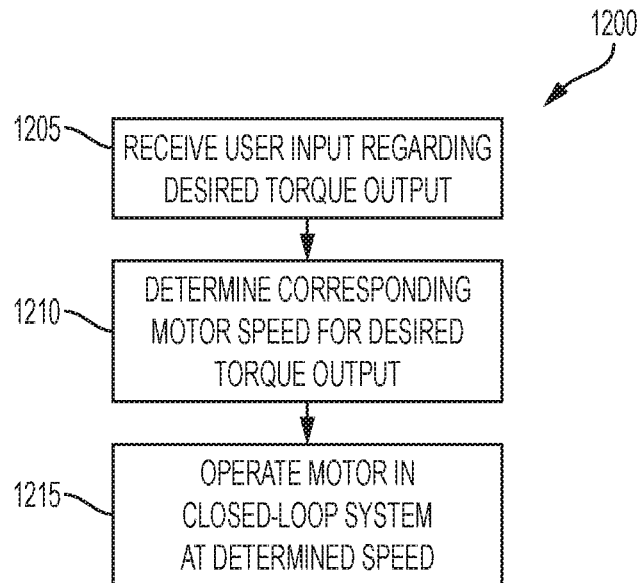 1200
1205
RECEIVE USER INPUT REGARDING
DESIRED TORQUE OUTPUT
1210
DETERMINE CORRESPONDING
MOTOR SPEED FOR DESIRED
TORQUE OUTPUT
1215
OPERATE MOTOR IN
CLOSED-LOOP SYSTEM
AT DETERMINED SPEED